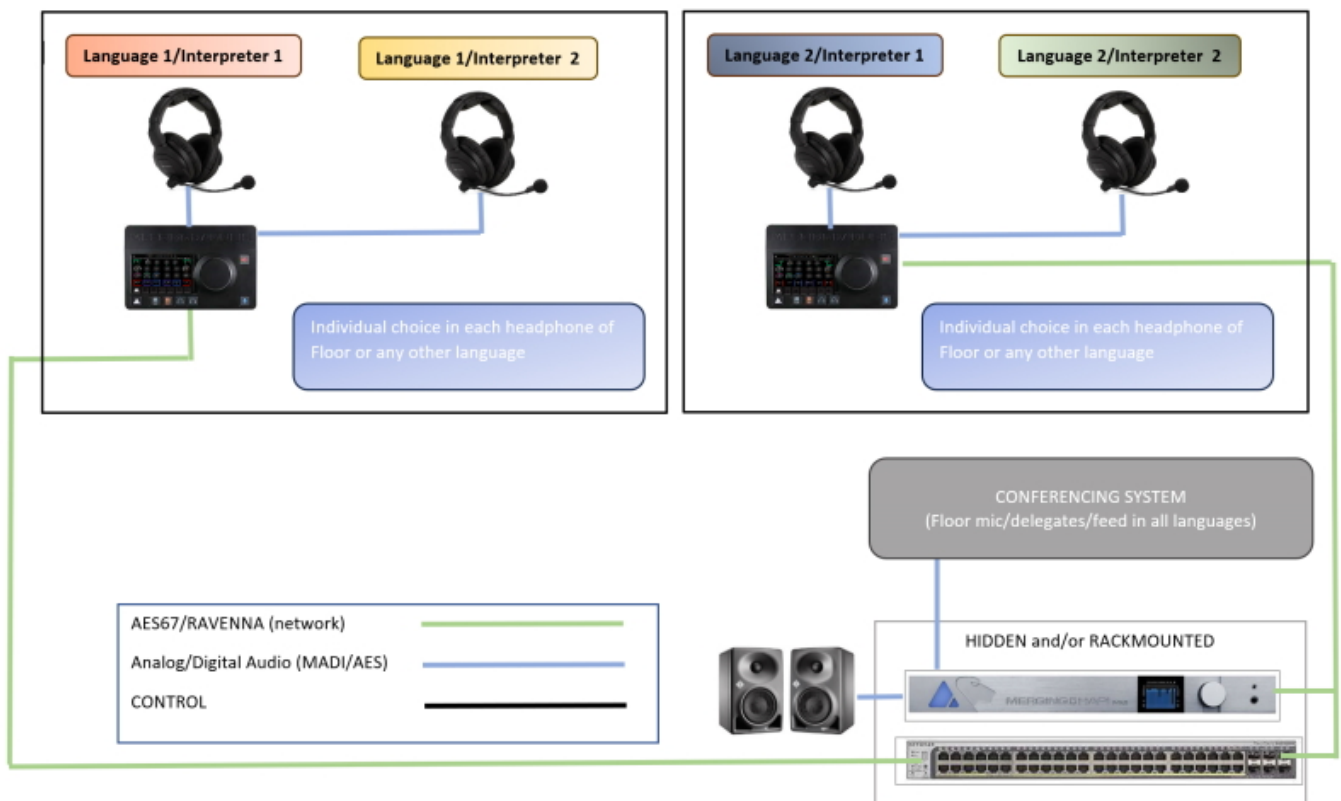 Language 1/Interpreter 1
Language 1/Interpreter 2
Language 2/Interpreter 1
Language 2/Interpreter 2
Individual choice in each headphone of
Floor or any other language
Individual choice in each headphone of
Floor or any other language
CONFERENCING SYSTEM
(Floor mic/delegates/feed in all languages)
AES67/RAVENNA (network)
Analog/Digital Audio (MADI/AES)
CONTROL
HIDDEN and/or RACKMOUNTED
MERGING HAPI
NETGEAR